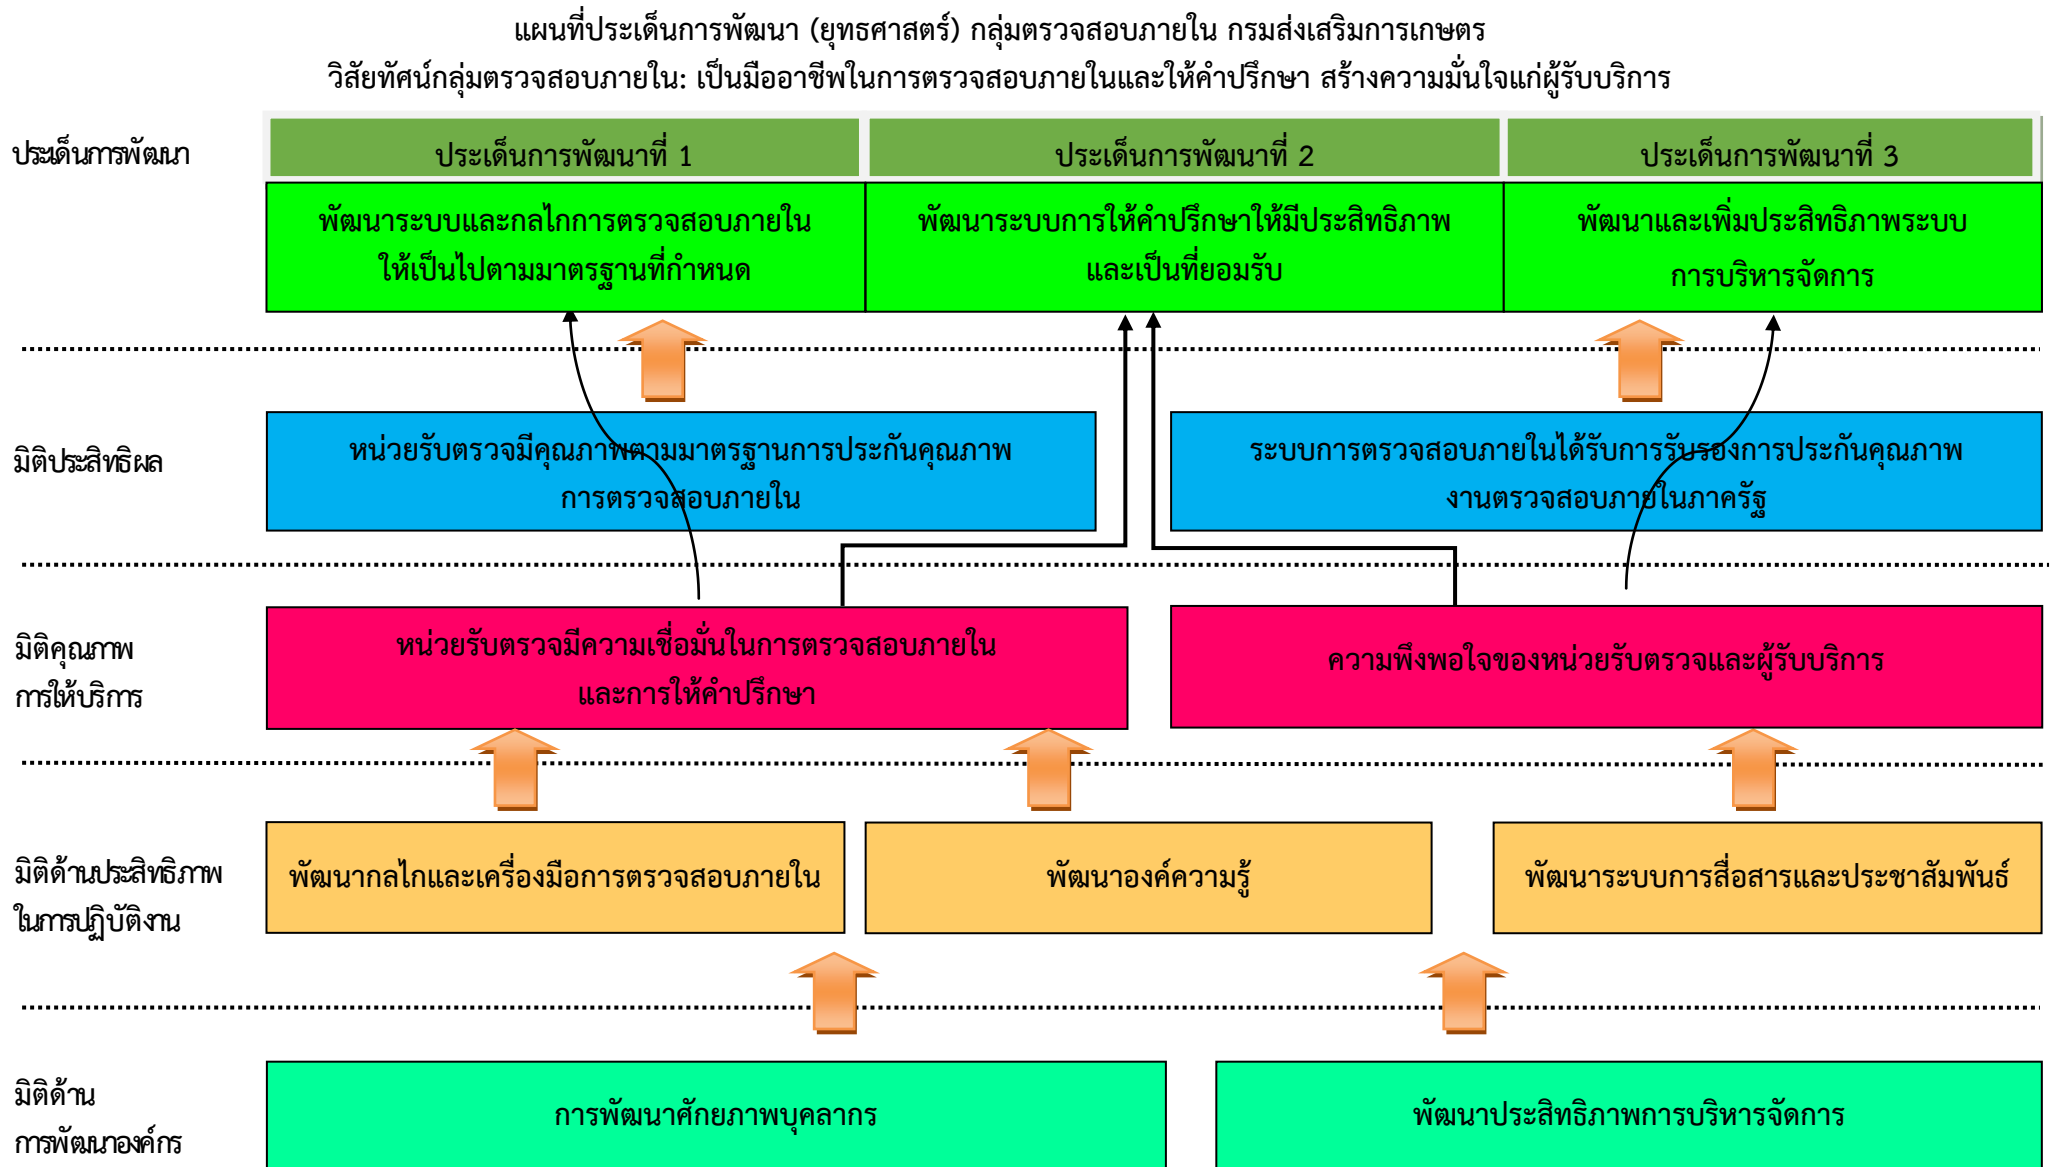 แผนที่ประเด็นการพัฒนา (ยุทธศาสตร์) กลุ่มตรวจสอบภายใน กรมส่งเสริมการเกษตร
วิสัยทัศน์กลุ่มตรวจสอบภายใน: เป็นมืออาชีพในการตรวจสอบภายในและให้คำปรึกษา สร้างความมั่นใจแก่ผู้รับบริการ
ประเด็นการพัฒนา
ประเด็นการพัฒนาที่ 1
ประเด็นการพัฒนาที่ 2
ประเด็นการพัฒนาที่ 3
พัฒนาระบบและกลไกการตรวจสอบภายใน
ให้เป็นไปตามมาตรฐานที่กำหนด
พัฒนาระบบการให้คำปรึกษาให้มีประสิทธิภาพ
และเป็นที่ยอมรับ
พัฒนาและเพิ่มประสิทธิภาพระบบ
การบริหารจัดการ
มิติประสิทธิผล
หน่วยรับตรวจมีคุณภาพตามมาตรฐานการประกันคุณภาพ
การตรวจสอบภายใน
ระบบการตรวจสอบภายในได้รับการรับรองการประกันคุณภาพ
งานตรวจสอบภายในภาครัฐ
มิติคุณภาพ
การให้บริการ
หน่วยรับตรวจมีความเชื่อมั่นในการตรวจสอบภายใน
และการให้คำปรึกษา
ความพึงพอใจของหน่วยรับตรวจและผู้รับบริการ
มิติด้านประสิทธิภาพ
ในการปฏิบัติงาน
พัฒนากลไกและเครื่องมือการตรวจสอบภายใน
พัฒนาองค์ความรู้
พัฒนาระบบการสื่อสารและประชาสัมพันธ์
มิติด้าน
การพัฒนาองค์กร
การพัฒนาศักยภาพบุคลากร
พัฒนาประสิทธิภาพการบริหารจัดการ